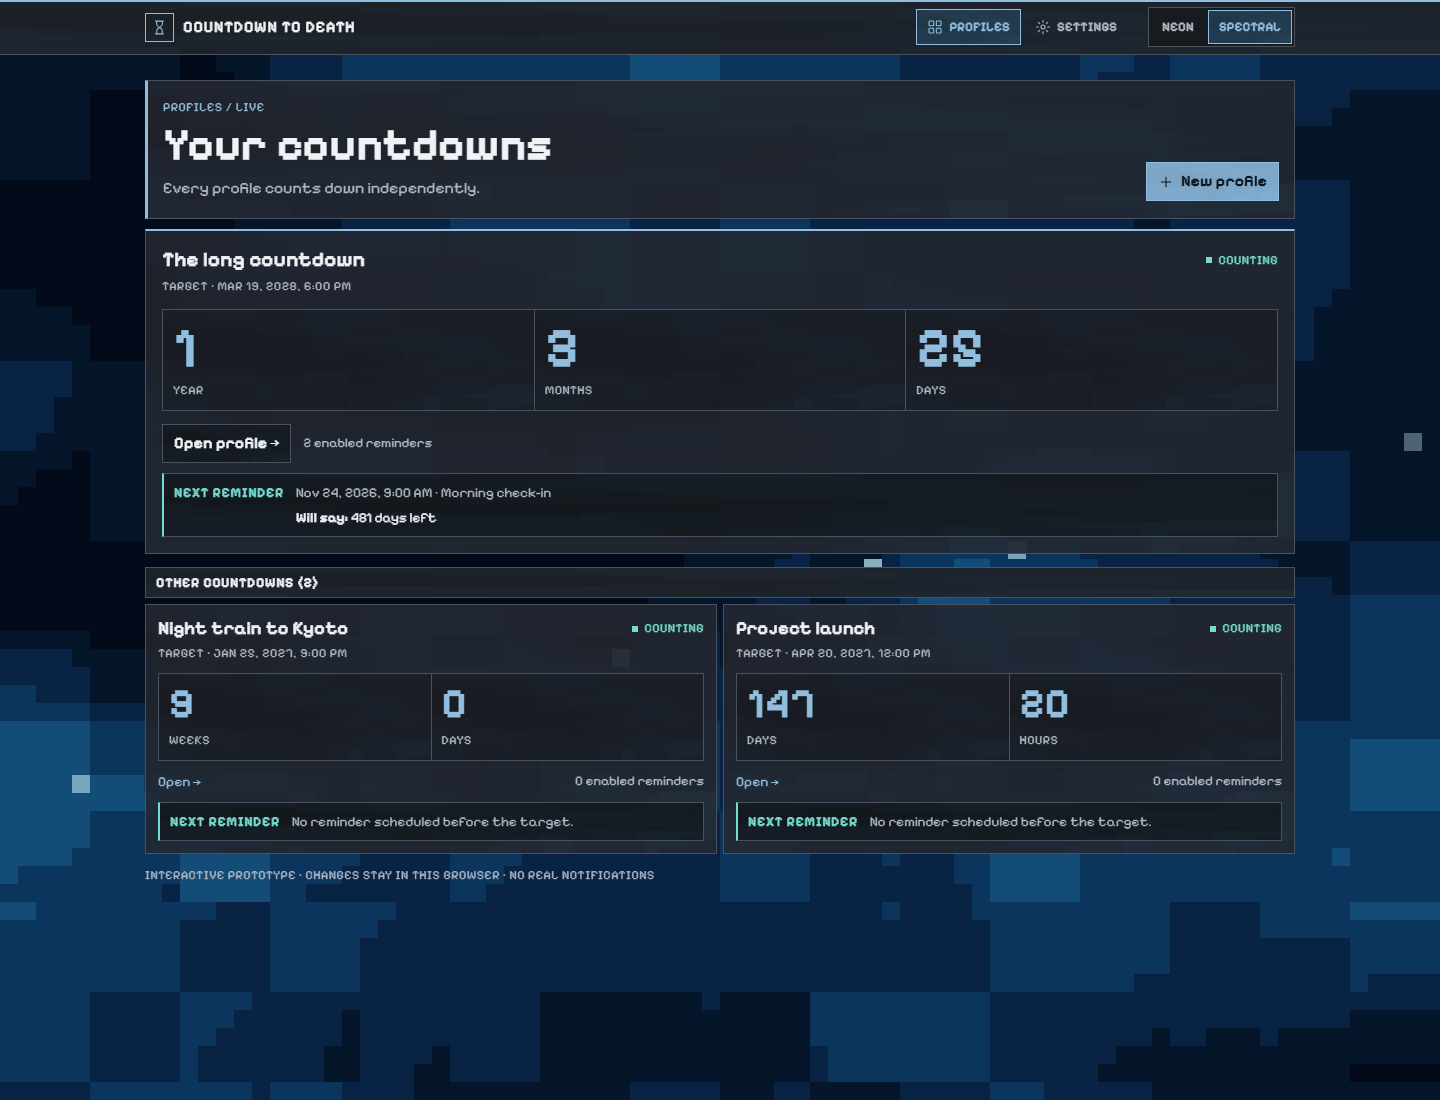 COUNTDOWN TO DEATH
PROFILES
SETTINGS
NEON
SPECTRAL
PROFILES / LIVE
Your countdowns
Every profile counts down independently.
+ New profile
The long countdown
COUNTING
TARGET · MAR 19, 2028, 6:00 PM
1
YEAR
3
MONTHS
25
DAYS
Open profile →
2 enabled reminders
NEXT REMINDER Nov 24, 2026, 9:00 AM · Morning check-in
Will say: 481 days left
OTHER COUNTDOWNS (2)
Night train to Kyoto
COUNTING
TARGET · JAN 25, 2027, 9:00 PM
9
WEEKS
0
DAYS
Open →
0 enabled reminders
NEXT REMINDER No reminder scheduled before the target.
Project launch
COUNTING
TARGET · APR 20, 2027, 12:00 PM
147
DAYS
20
HOURS
Open →
0 enabled reminders
NEXT REMINDER No reminder scheduled before the target.
INTERACTIVE PROTOTYPE · CHANGES STAY IN THIS BROWSER · NO REAL NOTIFICATIONS